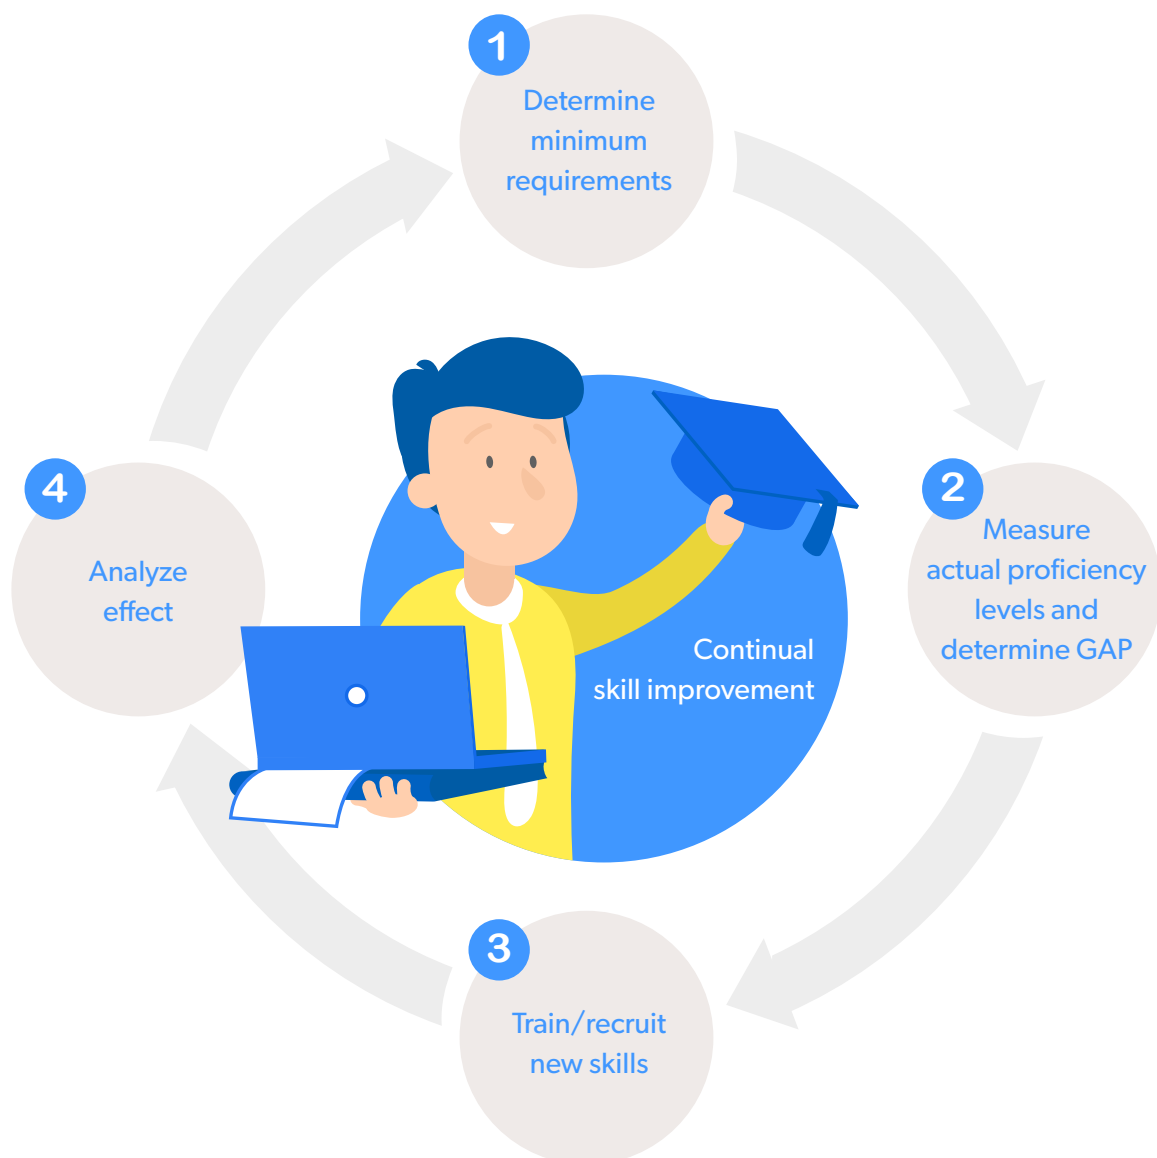 1
Determine
minimum
requirements
2
Measure
actual proficiency
levels and
determine GAP
3
Train/recruit
new skills
4
Analyze
effect
Continual
skill improvement